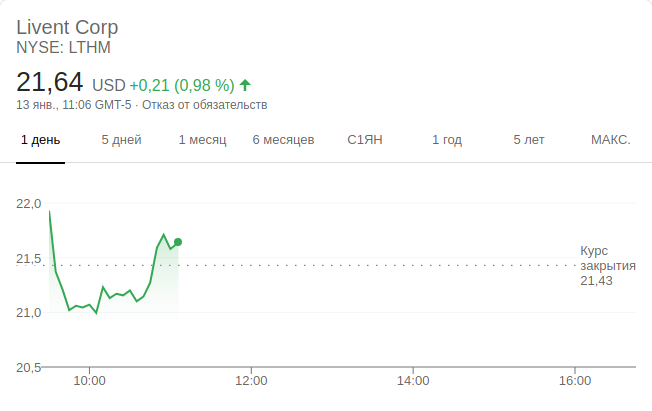 Livent Corp
NYSE: LTHM
21,64 USD +0,21 (0,98 %)
13 янв., 11:06 GMT-5 · Отказ от обязательств
1 день 5 дней 1 месяц 6 месяцев С1ЯН 1 год 5 лет МАКС.
22,0
21,5
21,0
20,5
Курс
закрытия
21,43
10:00 12:00 14:00 16:00